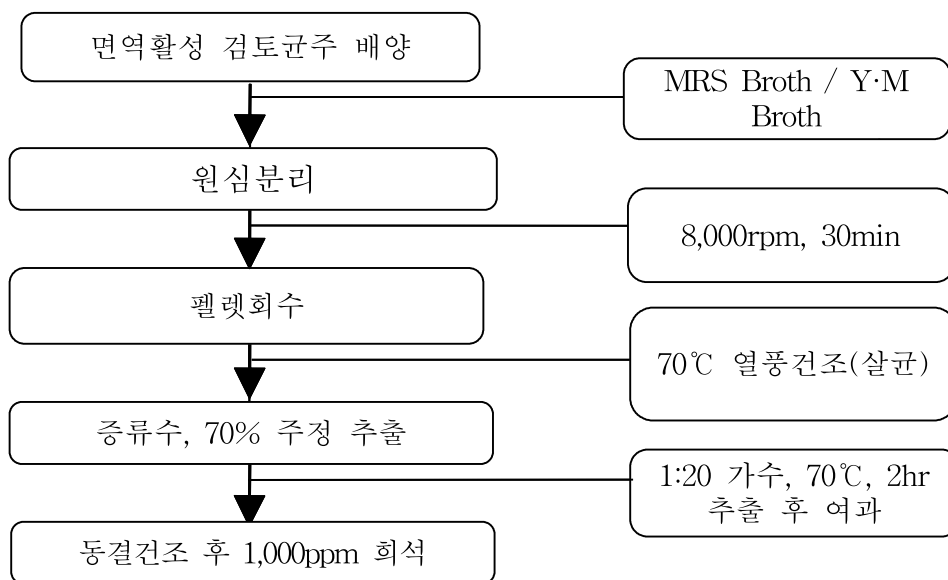 면역활성 검토균주 배양
MRS Broth / Y·M
Broth
원심분리
8,000rpm, 30min
펠렛회수
70℃ 열풍건조(살균)
증류수, 70% 주정 추출
1:20 가수, 70℃, 2hr
추출 후 여과
동결건조 후 1,000ppm 희석